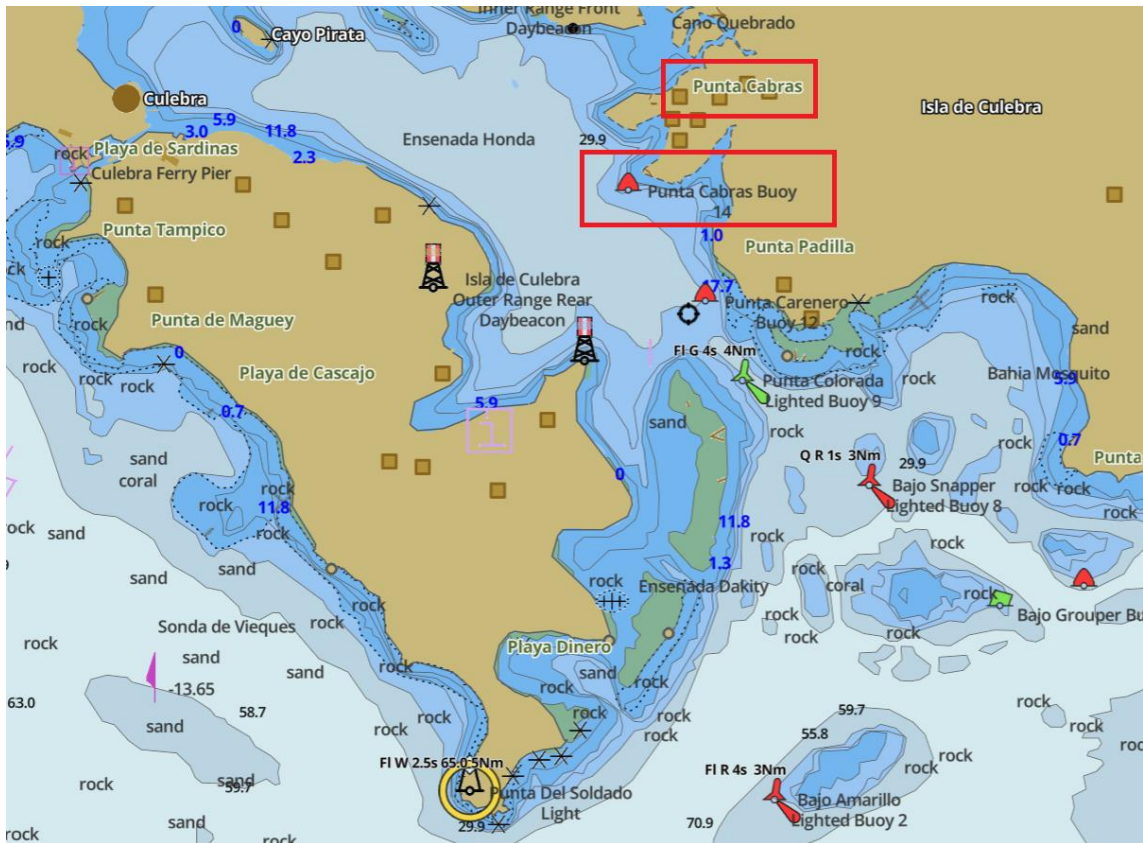 Inner Range Front
Daybeacon
Cano Quebrado
0
Cayo Pirata
Punta Cabras
Culebra
Isla de Culebra
5.9
3.0
11.8
2.3
Ensenada Honda
29.9
5.9
rock
Playa de Sardinas
Culebra Ferry Pier
Punta Cabras Buoy
14
Punta Tampico
1.0
Punta Padilla
rock
Isla de Culebra
Outer Range Rear
Daybeacon
17.7
Punta Carenero
Buoy 12
rock
rock
sand
Punta de Maguey
nd
rock
0
Fl G 4s 4Nm
rock
rock
rock
rock
Playa de Cascajo
Punta Colorada
Lighted Buoy 9
Bahia Mosquito
5.9
rock
5.9
1
0.7
sand
rock
0.7
sand
coral
Q R 1s 3Nm
29.9
Punta
0
Bajo Snapper
Lighted Buoy 8
rock
rock
rock
rock
11.8
rock
sand
rock
11.8
rock
rock
rock
sand
sand
1.3
rock
coral
rock
Ensenada Dakity
rock
rock
rock
Bajo Grouper Bu
Sonda de Vieques
rock
rock
rock
sand
Playa Dinero
rock
sand
rock
-13.65
63.0
58.7
sand
rock
rock
rock
rock
rock
59.7
55.8
rock
rock
roc
Fl W 2.5s 65.0 5Nm
Fl R 4s 3Nm
rock
sand
59.7
rock
rock
Punta Del Soldado
Light
Bajo Amarillo
Lighted Buoy 2
sand
rock
29.9
70.9
rock